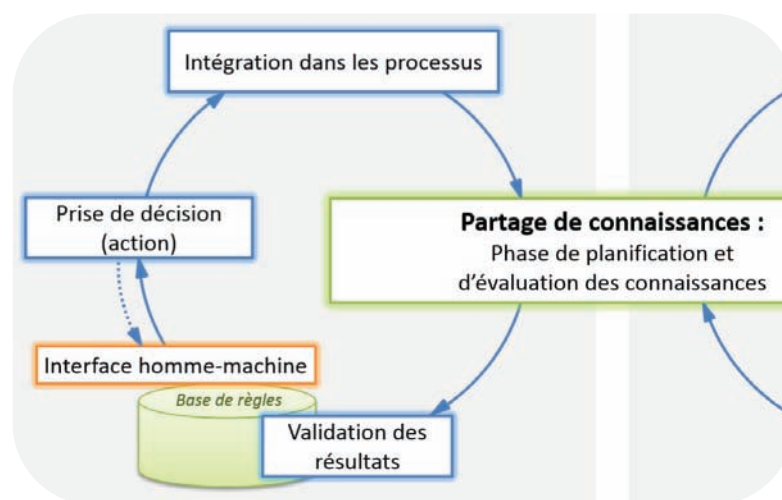 Intégration dans les processus
Prise de décision
(action)
Partage de connaissances :
Phase de planification et
d'évaluation des connaissances
Interface homme-machine
Base de règles
Validation des
résultats